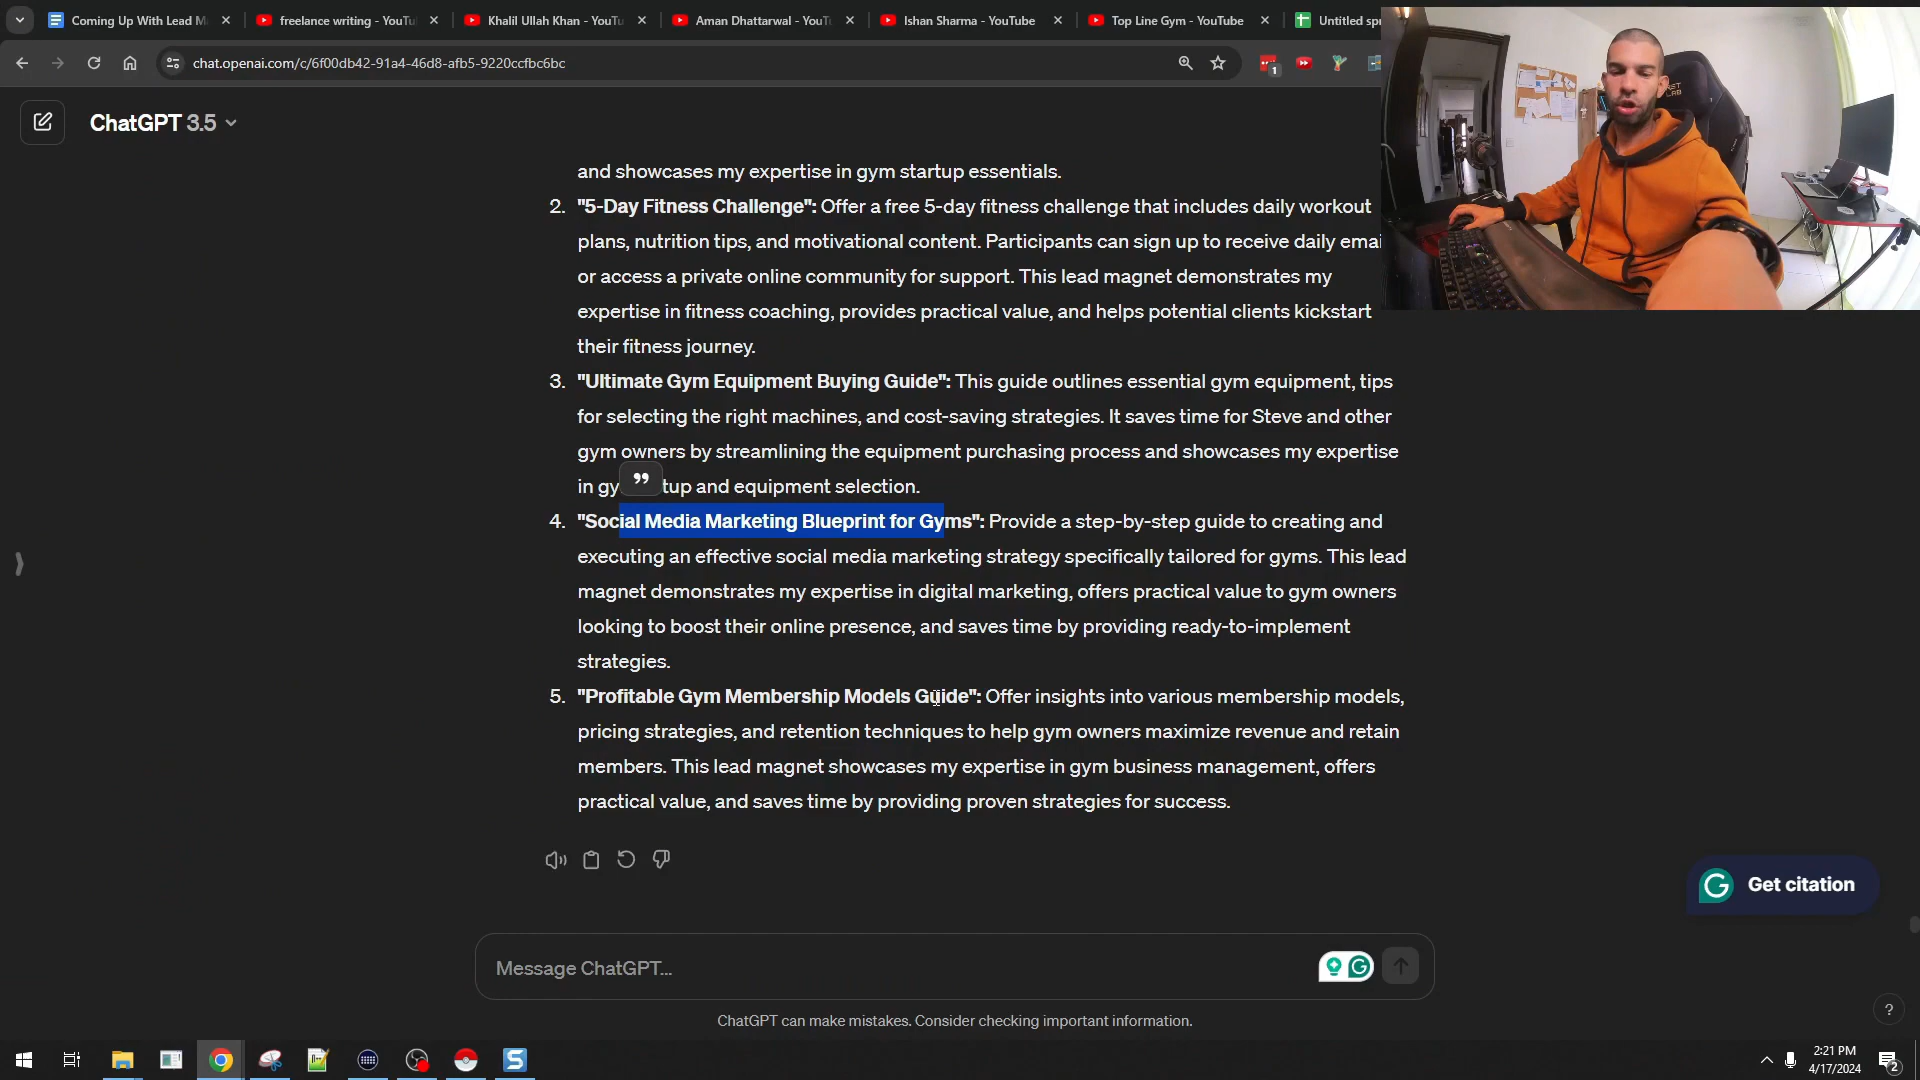 Coming Up With Lead M
freelance writing - YouTu
Khalil Ullah Khan - YouTu
Aman Dhattarwal - YouT
Ishan Sharma - YouTube
Top Line Gym - YouTube
Untitled spr
chat.openai.com/c/6f00db42-91a4-46d8-afb5-9220ccfbc6bc
1
ChatGPT 3.5
and showcases my expertise in gym startup essentials.
2. "5-Day Fitness Challenge": Offer a free 5-day fitness challenge that includes daily workout
plans, nutrition tips, and motivational content. Participants can sign up to receive daily emai
or access a private online community for support. This lead magnet demonstrates my
expertise in fitness coaching, provides practical value, and helps potential clients kickstart
their fitness journey.
3. "Ultimate Gym Equipment Buying Guide": This guide outlines essential gym equipment, tips
for selecting the right machines, and cost-saving strategies. It saves time for Steve and other
gym owners by streamlining the equipment purchasing process and showcases my expertise
in gy tup and equipment selection.
4. "Social Media Marketing Blueprint for Gyms": Provide a step-by-step guide to creating and
executing an effective social media marketing strategy specifically tailored for gyms. This lead
magnet demonstrates my expertise in digital marketing, offers practical value to gym owners
looking to boost their online presence, and saves time by providing ready-to-implement
strategies.
5. "Profitable Gym Membership Models Guide": Offer insights into various membership models,
pricing strategies, and retention techniques to help gym owners maximize revenue and retain
members. This lead magnet showcases my expertise in gym business management, offers
practical value, and saves time by providing proven strategies for success.
Get citation
Message ChatGPT...
ChatGPT can make mistakes. Consider checking important information.
?
2:21 PM
4/17/2024
2